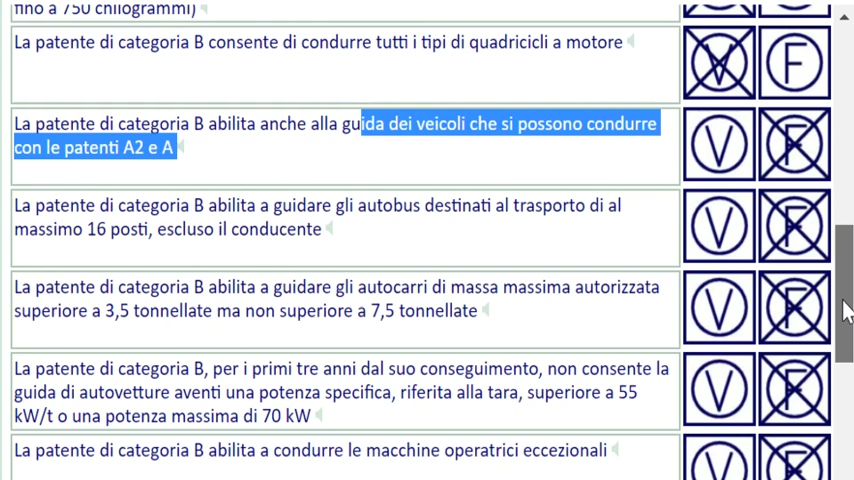 fino a 750 chilogrammi)
La patente di categoria B consente di condurre tutti i tipi di quadricicli a motore
V F
La patente di categoria B abilita anche alla guida dei veicoli che si possono condurre
con le patenti A2 e A
V F
La patente di categoria B abilita a guidare gli autobus destinati al trasporto di al
massimo 16 posti, escluso il conducente
V F
La patente di categoria B abilita a guidare gli autocarri di massa massima autorizzata
superiore a 3,5 tonnellate ma non superiore a 7,5 tonnellate
V F
La patente di categoria B, per i primi tre anni dal suo conseguimento, non consente la
guida di autovetture aventi una potenza specifica, riferita alla tara, superiore a 55
kW/t o una potenza massima di 70 kW
V F
La patente di categoria B abilita a condurre le macchine operatrici eccezionali
V F